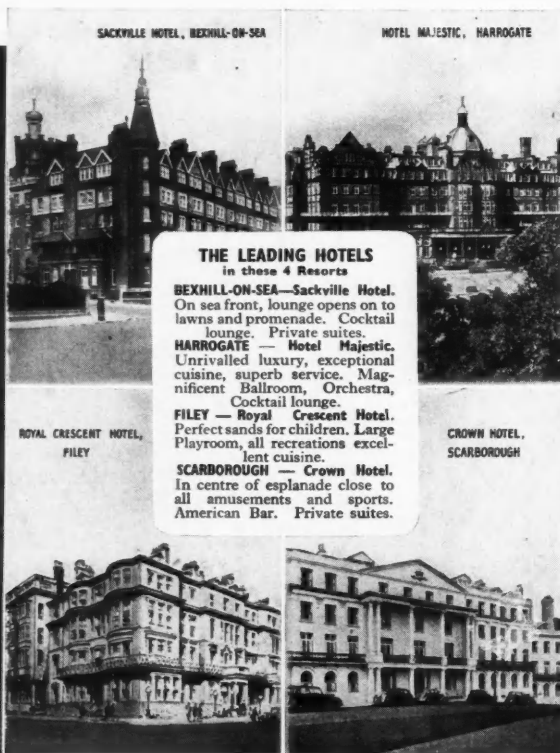 SACKVILLE HOTEL, BEXHILL-ON-SEA
HOTEL MAJESTIC, HARROGATE
THE LEADING HOTELS
in these 4 Resorts
BEXHILL-ON-SEA—Sackville Hotel.
On sea front, lounge opens on to
lawns and promenade. Cocktail
lounge. Private suites.
HARROGATE — Hotel Majestic.
Unrivalled luxury, exceptional
cuisine, superb service. Mag-
nificent Ballroom, Orchestra,
Cocktail lounge.
FILEY — Royal Crescent Hotel.
Perfect sands for children. Large
Playroom, all recreations excel-
lent cuisine.
SCARBOROUGH — Crown Hotel.
In centre of esplanade close to
all amusements and sports.
American Bar. Private suites.
ROYAL CRESCENT HOTEL,
FILEY
CROWN HOTEL,
SCARBOROUGH